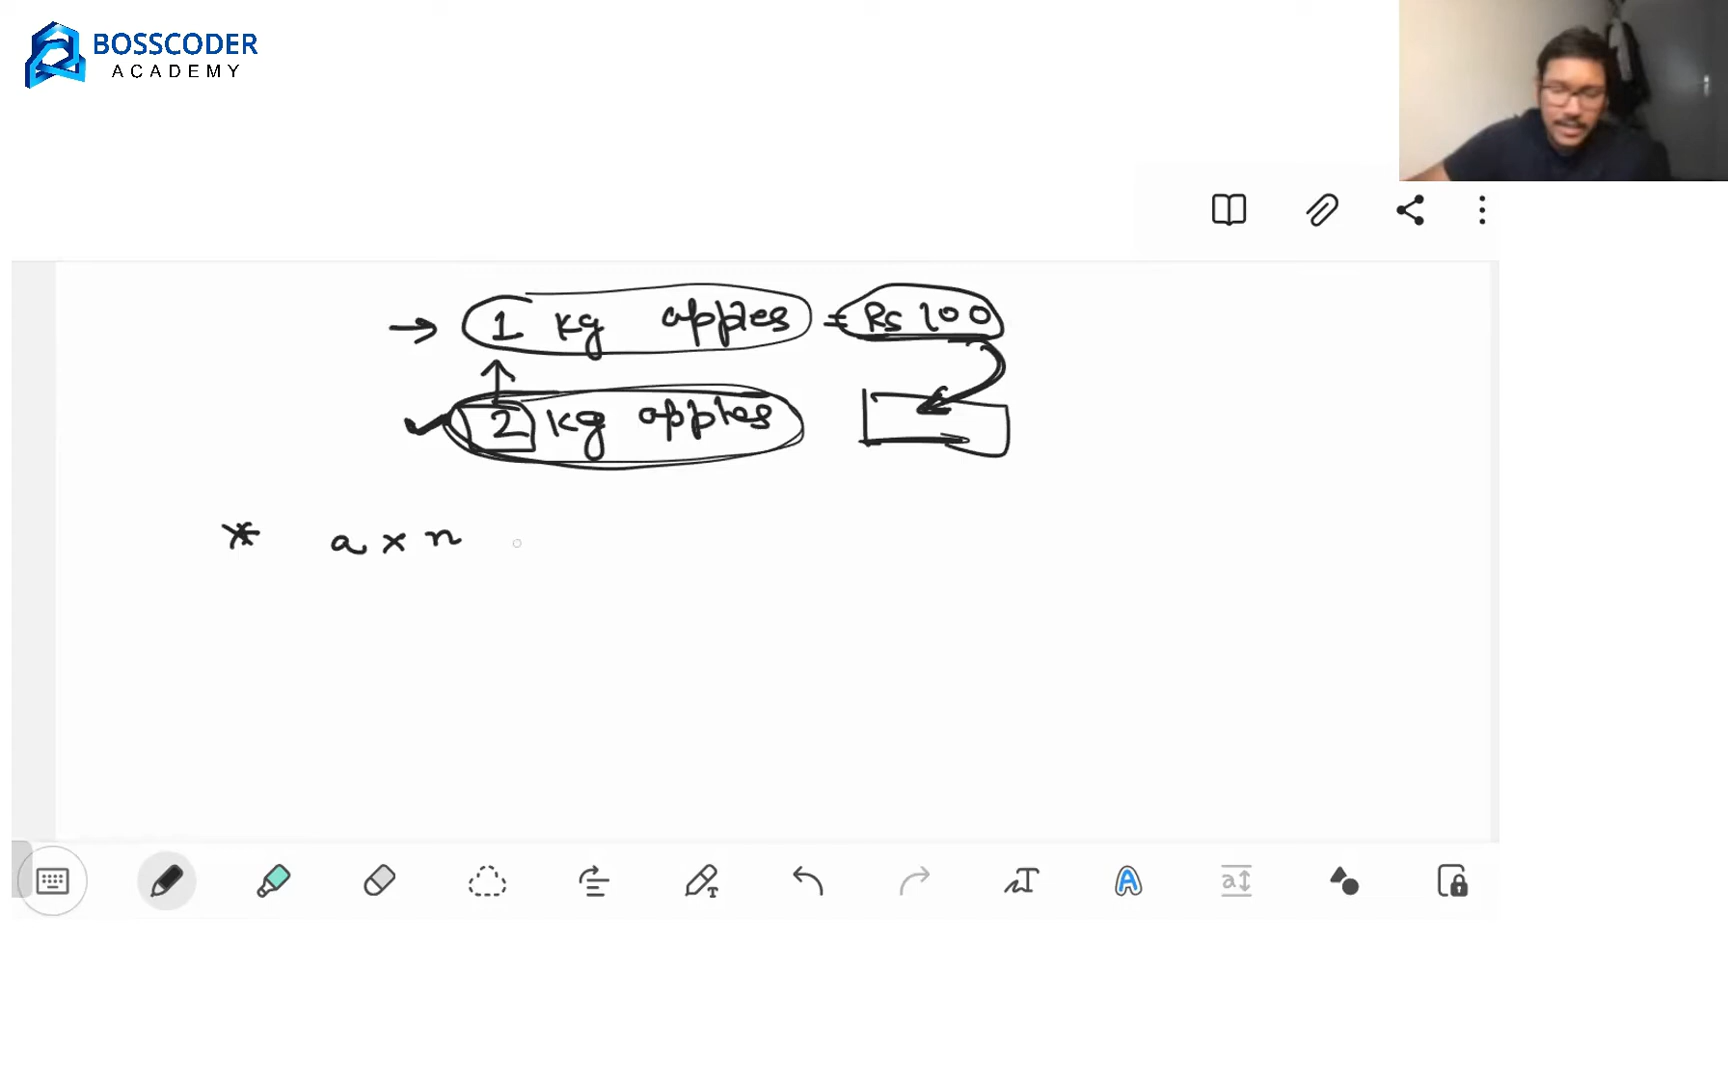 BOSSCODER
ACADEMY
→ 1 kg apples = Rs 100
2 kg apples
* a × n